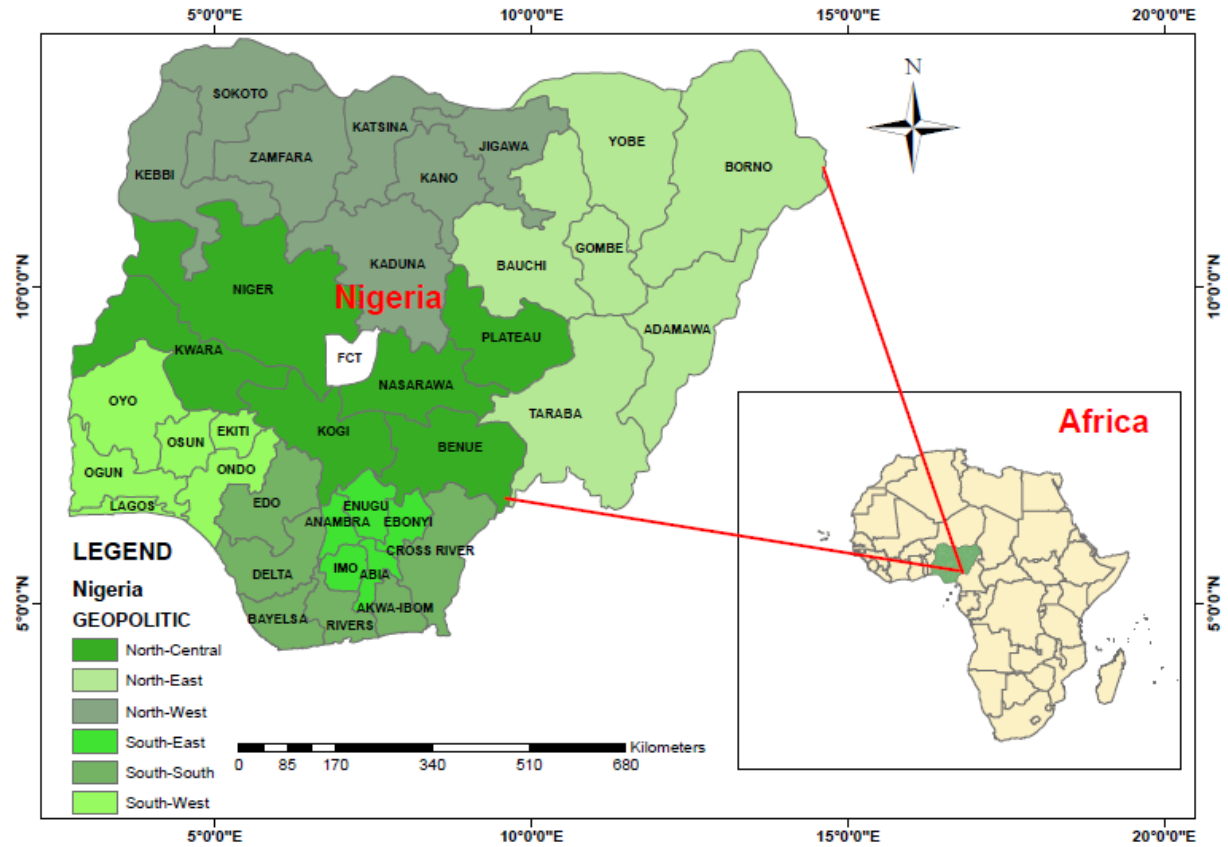 5°0'0"E 10°0'0"E 15°0'0"E 20°0'0"E
N
SOKOTO
KATSINA
JIGAWA
YOBE
ZAMFARA
BORNO
KEBBI
KANO
GOMBE
KADUNA
BAUCHI
10°0'0"N
10°0'0"N
NIGER
Nigeria
ADAMAWA
PLATEAU
KWARA
FCT
NASARAWA
OYO
TARABA
Africa
EKITI
KOGI
OSUN
BENUE
OGUN
ONDO
LAGOS
EDO
ENUGU
ANAMBRA
EBONYI
CROSS RIVER
IMO
ABIA
DELTA
AKWA-IBOM
BAYELSA
RIVERS
5°0'0"N
5°0'0"N
LEGEND
Nigeria
GEOPOLITIC
North-Central
North-East
North-West
South-East
South-South
South-West
Kilometers
0 85 170 340 510 680
5°0'0"E 10°0'0"E 15°0'0"E 20°0'0"E